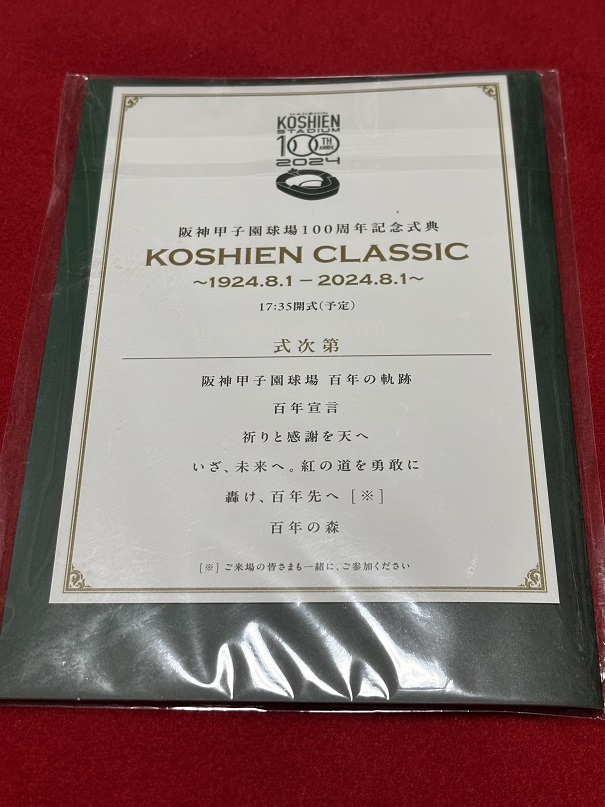 HANSHIN
KOSHIEN
STADIUM
100TH
ANNIV.
2024
阪神甲子園球場100周年記念式典
KOSHIEN CLASSIC
〜1924.8.1－2024.8.1〜
17:35開式(予定)
式次第
阪神甲子園球場 百年の軌跡
百年宣言
祈りと感謝を天へ
いざ、未来へ。紅の道を勇敢に
轟け、百年先へ [※]
百年の森
[※] ご来場の皆さまも一緒に、ご参加ください